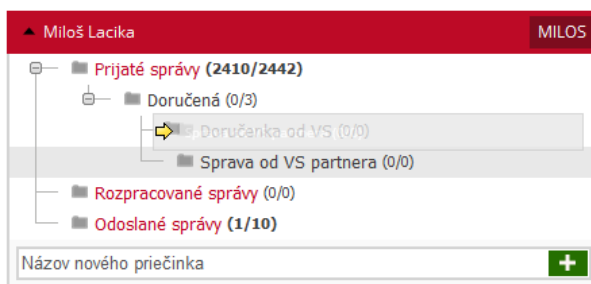 Miloš Lacika MILOS
Prijaté správy (2410/2442)
Doručená (0/3)
Doručenka od VS (0/0)
Sprava od VS partnera (0/0)
Rozpracované správy (0/0)
Odoslané správy (1/10)
Názov nového priečinka